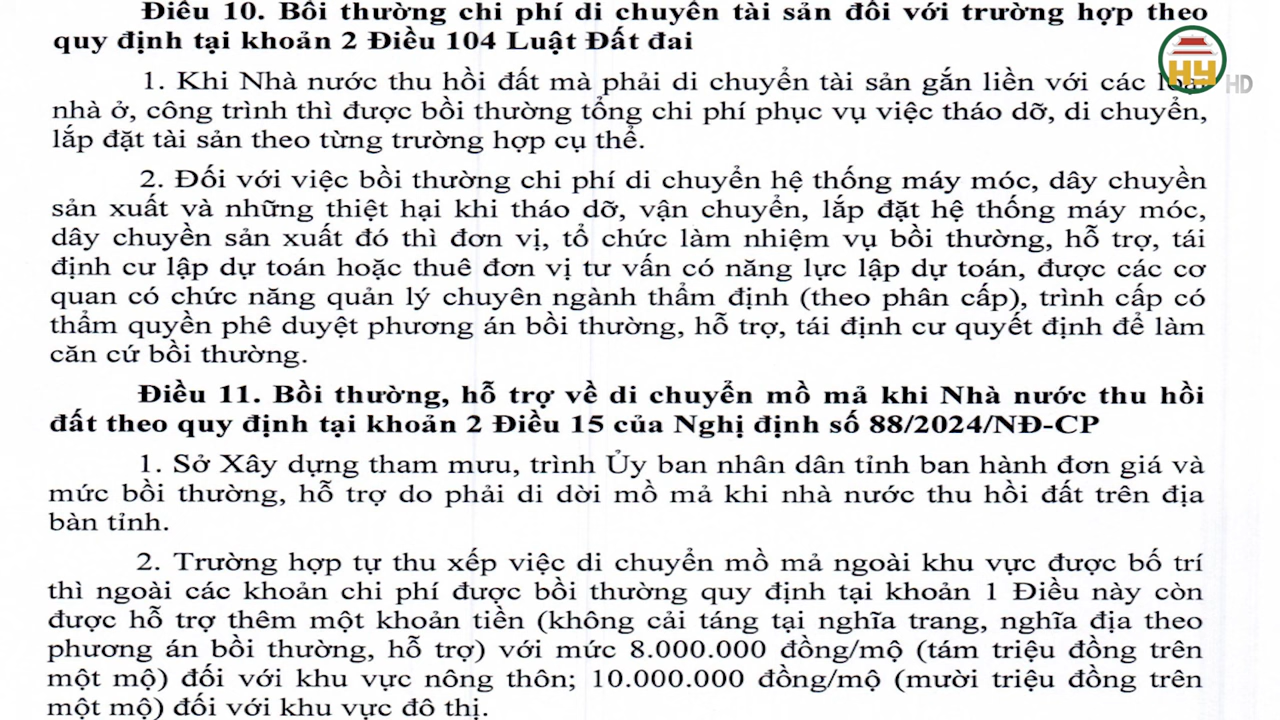 Điều 10. Bồi thường chi phí di chuyển tài sản đối với trường hợp theo
quy định tại khoản 2 Điều 104 Luật Đất đai
1. Khi Nhà nước thu hồi đất mà phải di chuyển tài sản gắn liền với các loại
nhà ở, công trình thì được bồi thường tổng chi phí phục vụ việc tháo dỡ, di chuyển,
lắp đặt tài sản theo từng trường hợp cụ thể.
2. Đối với việc bồi thường chi phí di chuyển hệ thống máy móc, dây chuyền
sản xuất và những thiệt hại khi tháo dỡ, vận chuyển, lắp đặt hệ thống máy móc,
dây chuyền sản xuất đó thì đơn vị, tổ chức làm nhiệm vụ bồi thường, hỗ trợ, tái
định cư lập dự toán hoặc thuê đơn vị tư vấn có năng lực lập dự toán, được các cơ
quan có chức năng quản lý chuyên ngành thẩm định (theo phân cấp), trình cấp có
thẩm quyền phê duyệt phương án bồi thường, hỗ trợ, tái định cư quyết định để làm
căn cứ bồi thường.
Điều 11. Bồi thường, hỗ trợ về di chuyển mồ mả khi Nhà nước thu hồi
đất theo quy định tại khoản 2 Điều 15 của Nghị định số 88/2024/NĐ-CP
1. Sở Xây dựng tham mưu, trình Ủy ban nhân dân tỉnh ban hành đơn giá và
mức bồi thường, hỗ trợ do phải di dời mồ mả khi nhà nước thu hồi đất trên địa
bàn tỉnh.
2. Trường hợp tự thu xếp việc di chuyển mồ mả ngoài khu vực được bố trí
thì ngoài các khoản chi phí được bồi thường quy định tại khoản 1 Điều này còn
được hỗ trợ thêm một khoản tiền (không cải táng tại nghĩa trang, nghĩa địa theo
phương án bồi thường, hỗ trợ) với mức 8.000.000 đồng/mộ (tám triệu đồng trên
một mộ) đối với khu vực nông thôn; 10.000.000 đồng/mộ (mười triệu đồng trên
một mộ) đối với khu vực đô thị.
HY HD